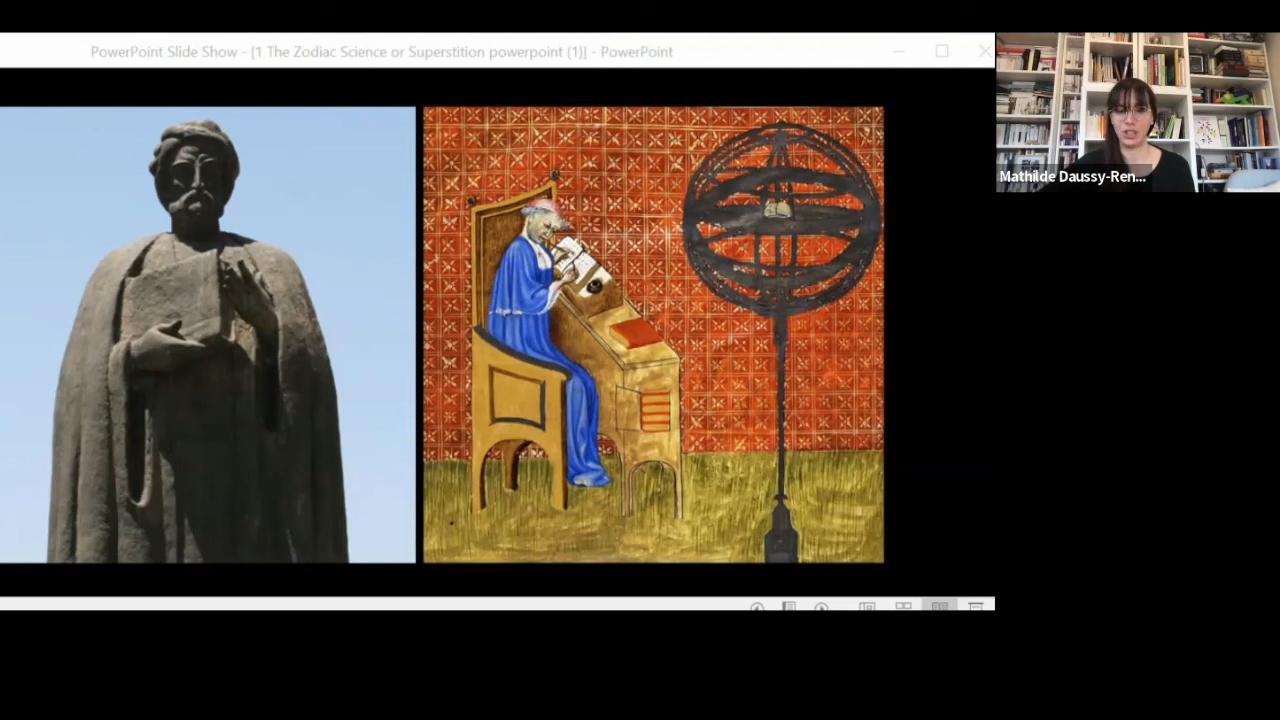 PowerPoint Slide Show - [1 The Zodiac Science or Superstition powerpoint (1)] - PowerPoint
Mathilde Daussy-Ren...